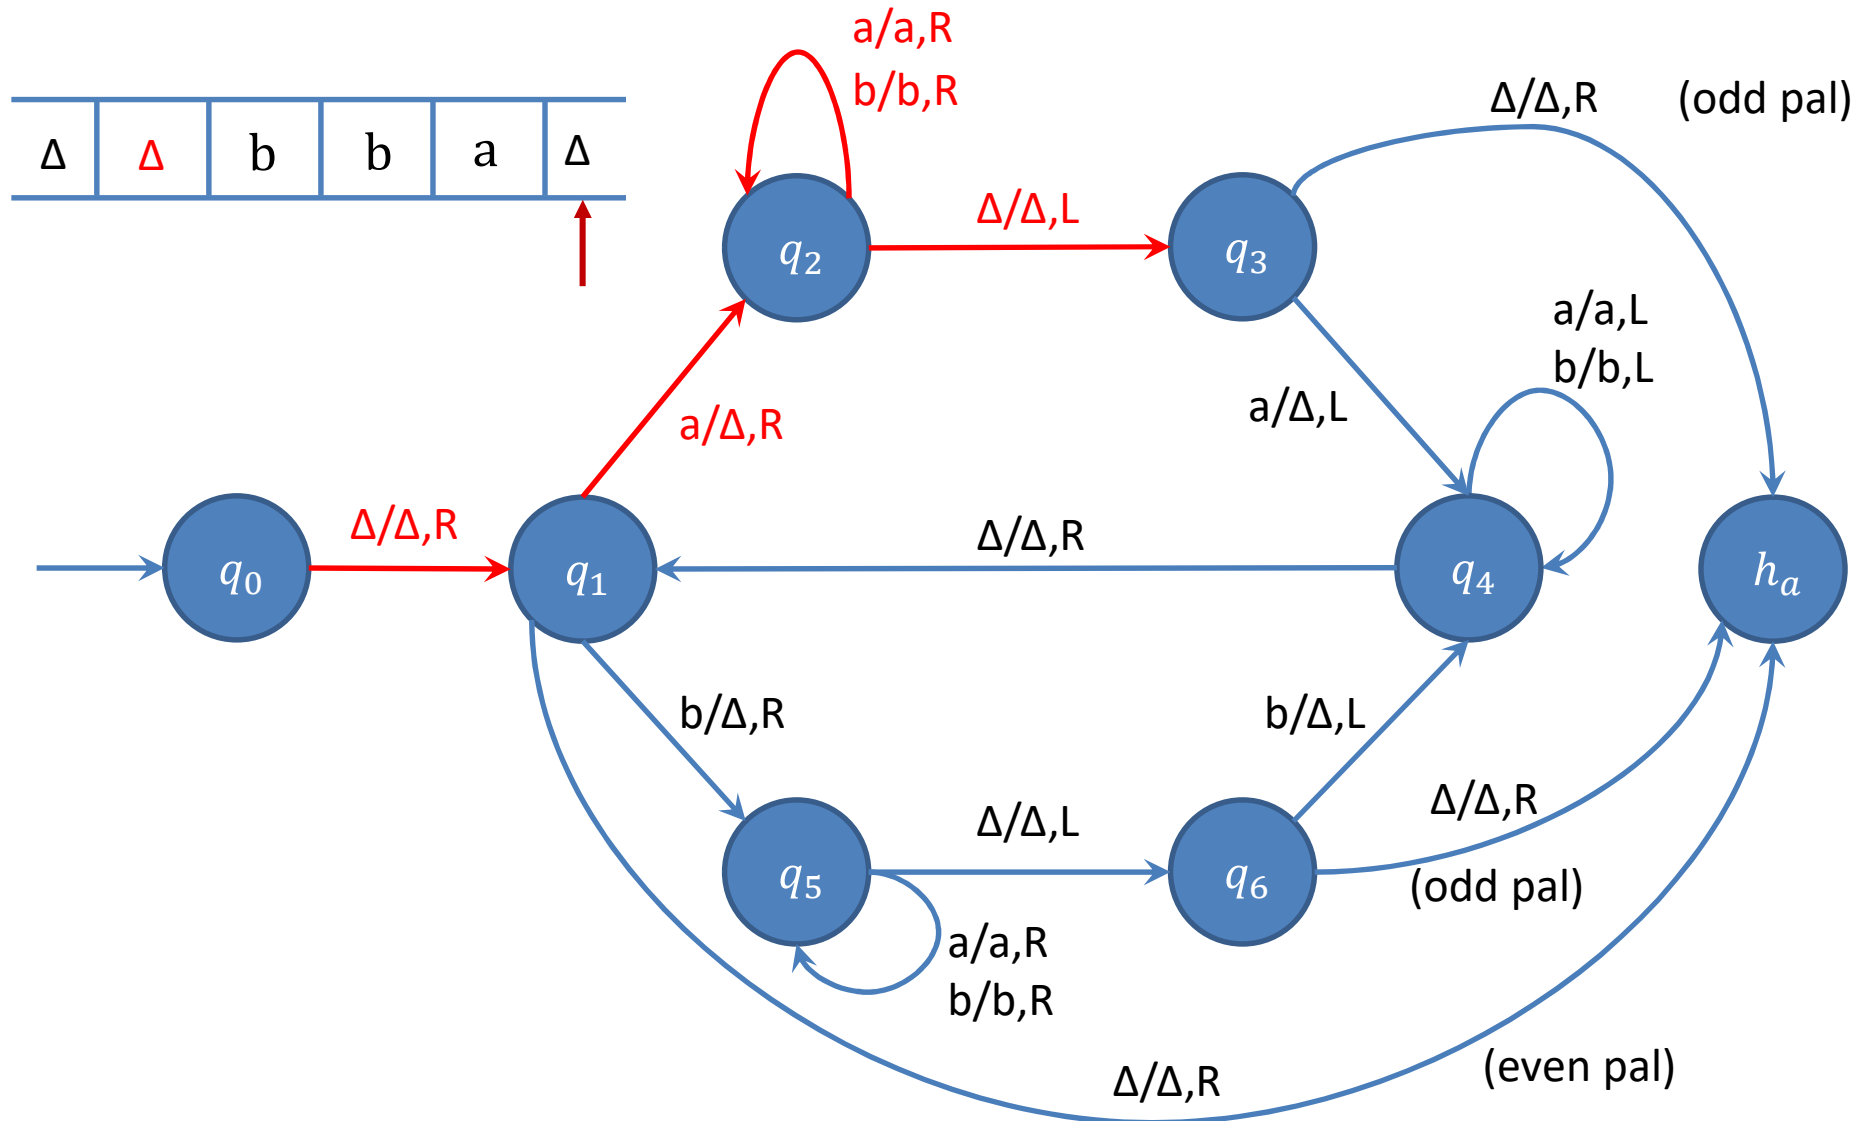 a/a,R
b/b,R
Δ/Δ,R
(odd pal)
Δ Δ b b a Δ
q₂
Δ/Δ,L
q₃
a/a,L
b/b,L
a/Δ,R
a/Δ,L
q₀
Δ/Δ,R
q₁
Δ/Δ,R
q₄
hₐ
b/Δ,R
b/Δ,L
q₅
Δ/Δ,L
q₆
Δ/Δ,R
(odd pal)
a/a,R
b/b,R
Δ/Δ,R
(even pal)